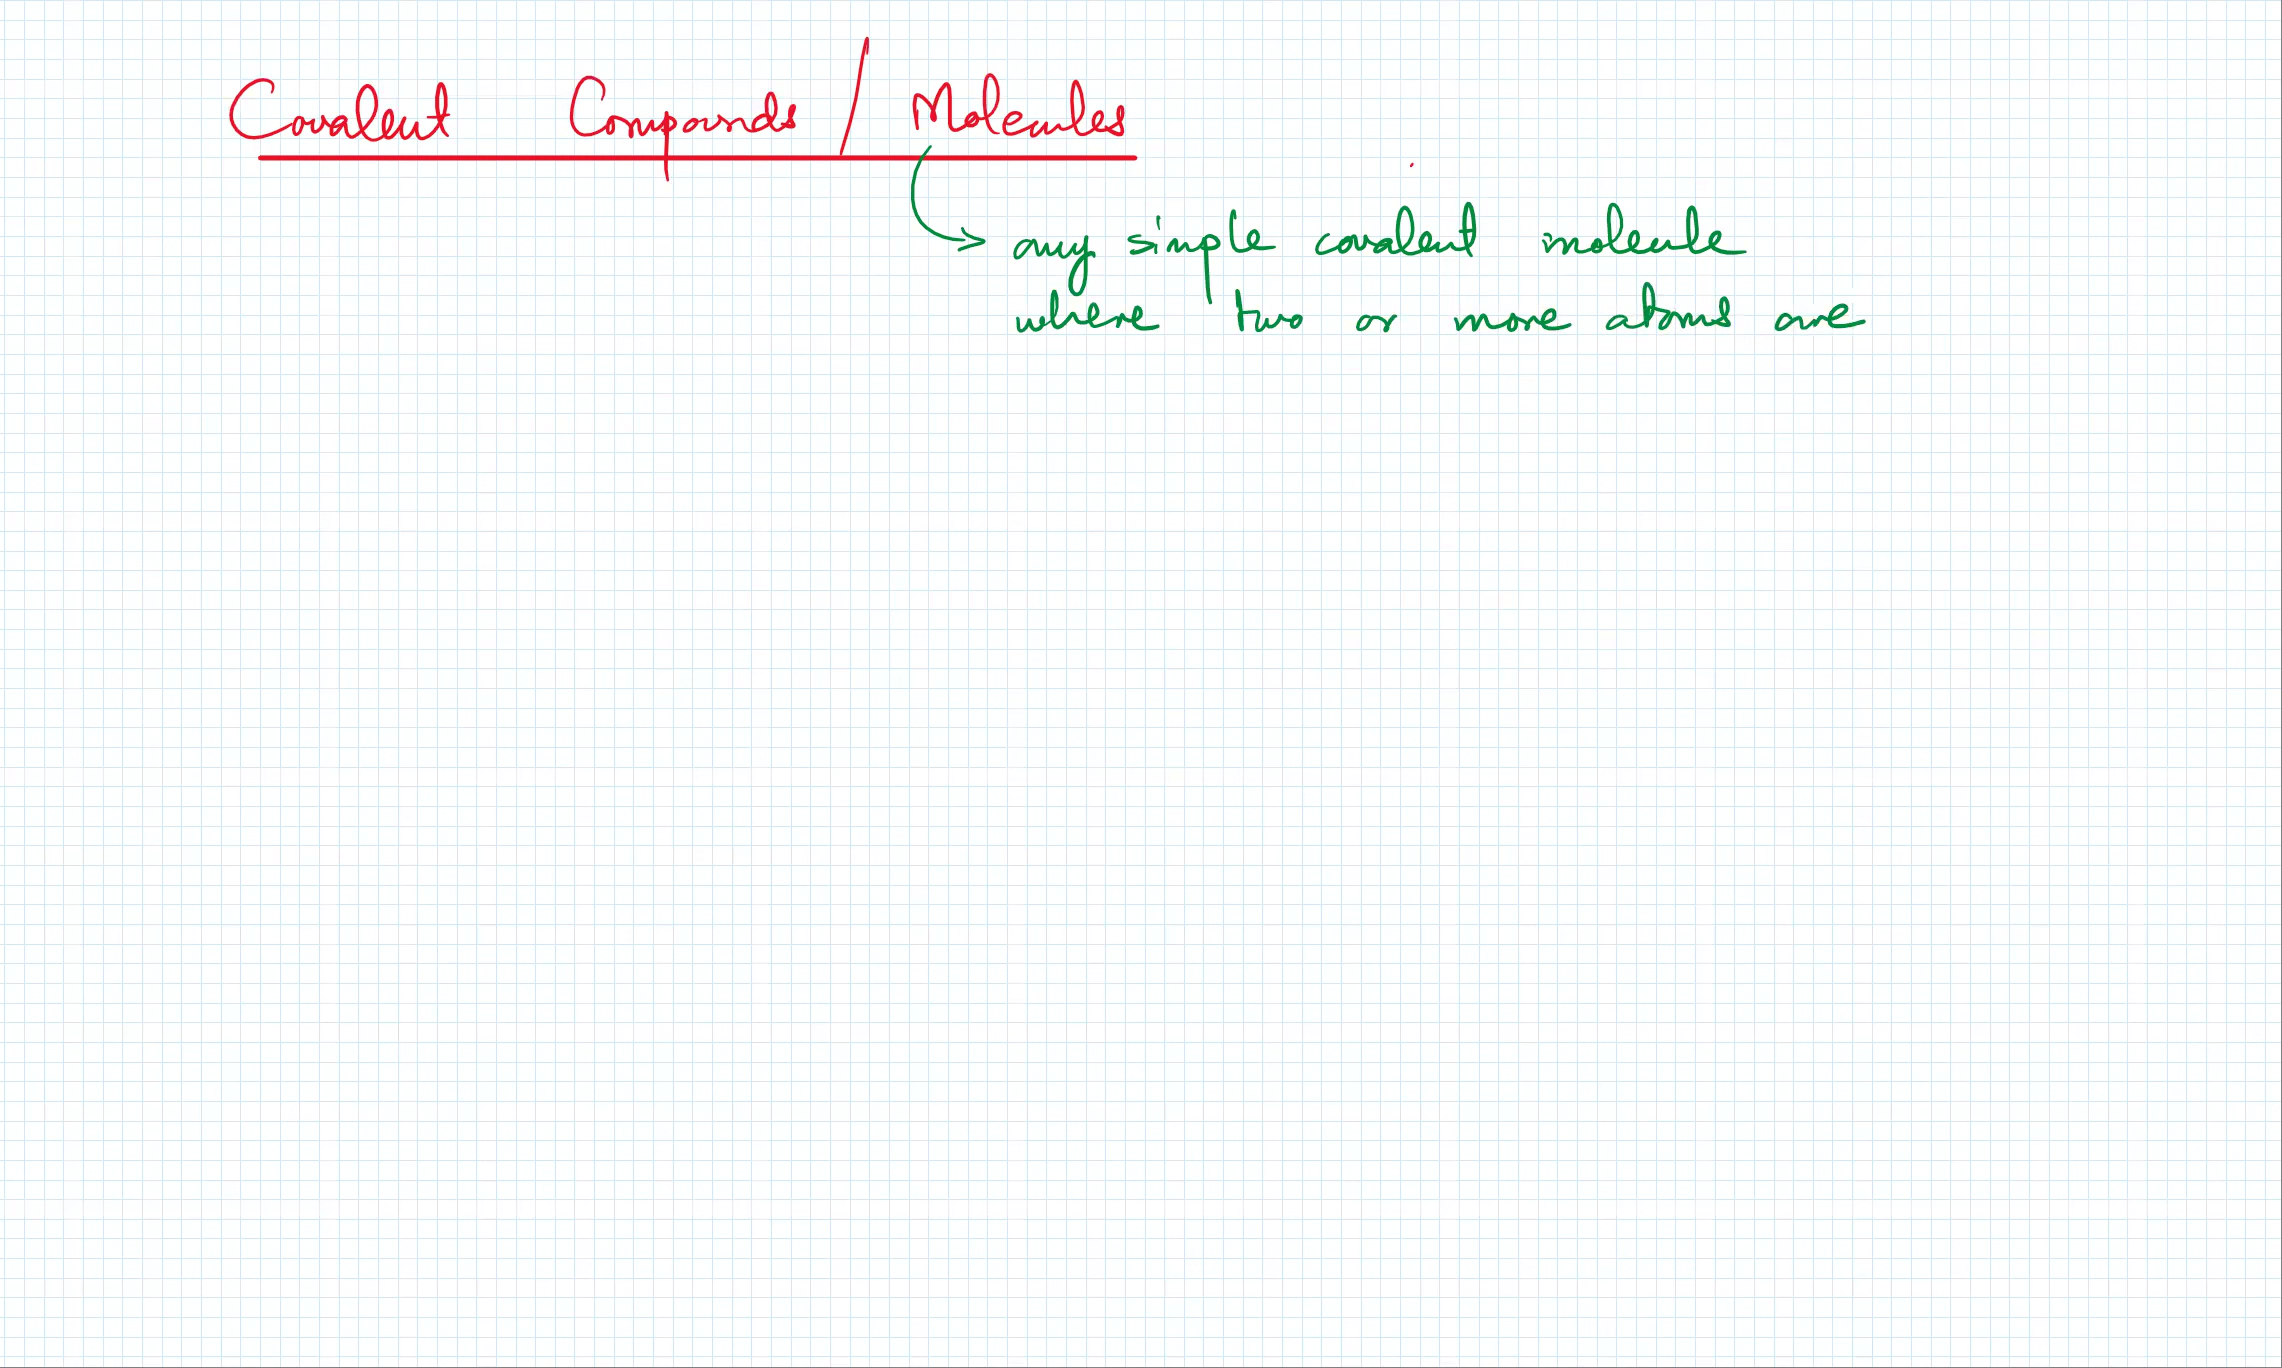 Covalent Compounds / Molecules
any simple covalent molecule
where two or more atoms are